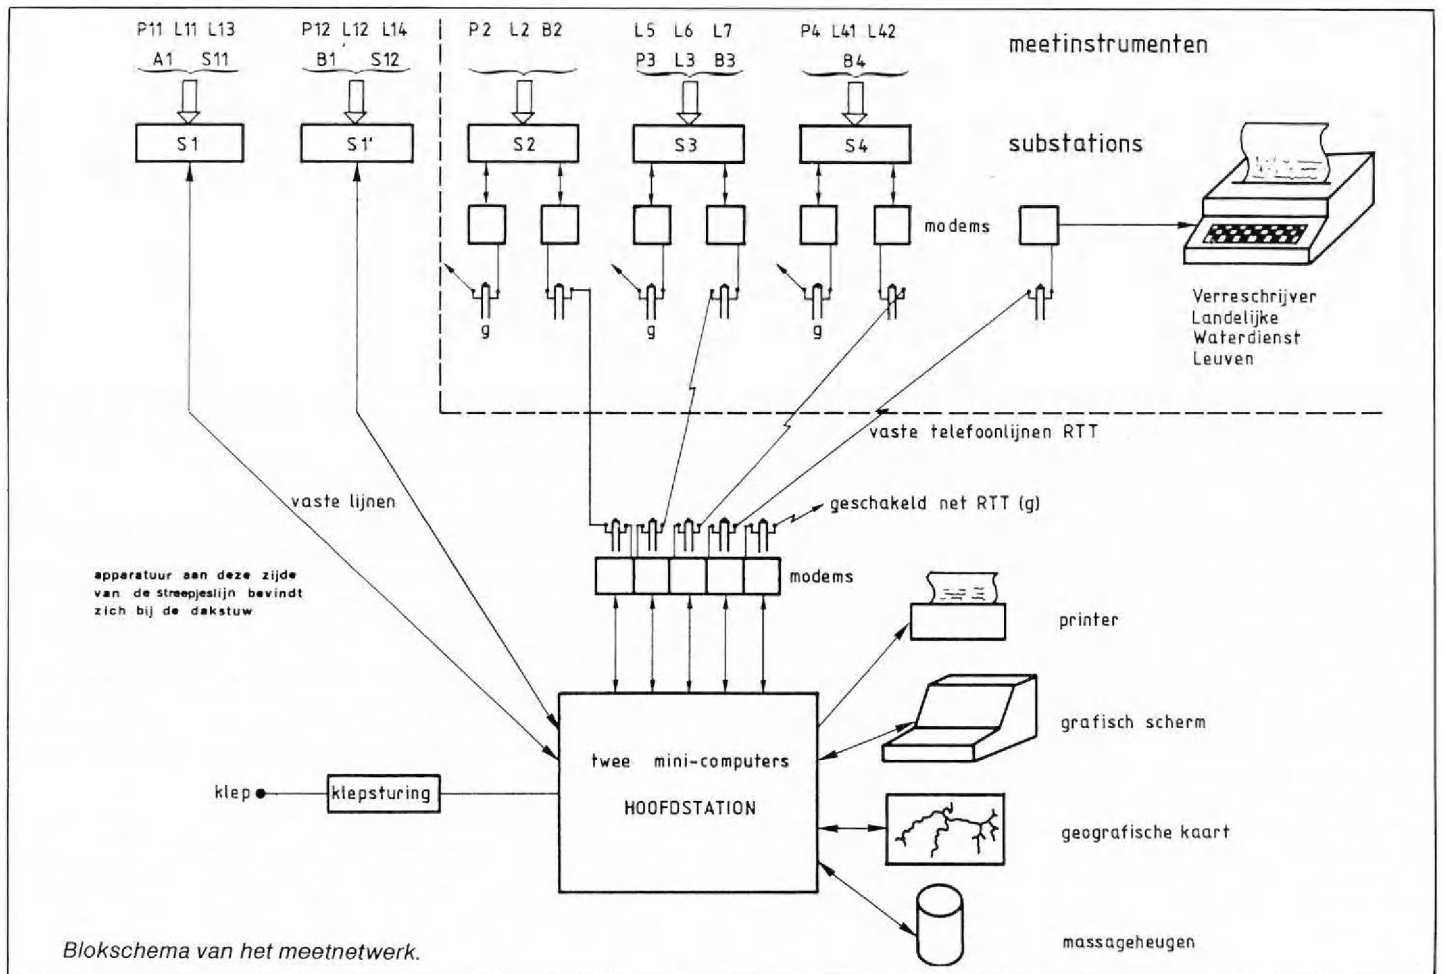 P11 L11 L13
P12 L12 L14
P2 L2 B2
L5 L6 L7
P4 L41 L42
meetinstrumenten
A1 S11
B1 S12
P3 L3 B3
B4
S1
S1'
S2
S3
S4
substations
modems
g
g
g
Verreschrijver
Landelijke
Waterdienst
Leuven
vaste telefoonlijnen RTT
vaste lijnen
geschakeld net RTT (g)
apparatuur aan deze zijde
van de streepjeslijn bevindt
zich bij de dakstuw
modems
printer
grafisch scherm
twee mini-computers
HOOFDSTATION
klep
klepsturing
geografische kaart
massageheugen
Blokschema van het meetnetwerk.